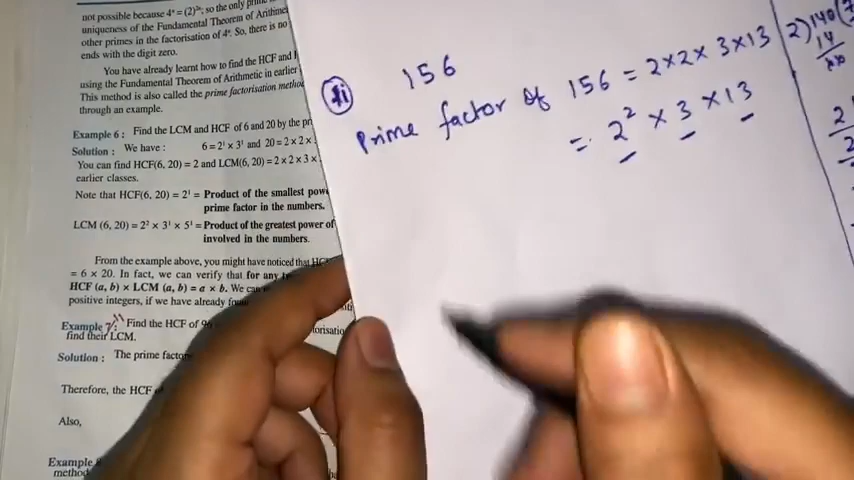 not possible because 4ⁿ = (2)²ⁿ; so the only
uniqueness of the Fundamental Theorem of
other primes in the factorisation of 4ⁿ. So, there is no
ends with the digit zero.
You have already learnt how to find the HCF and
using the Fundamental Theorem of Arithmetic in earlier
This method is also called the prime factorisation
through an example.
Example 6 : Find the LCM and HCF of 6 and 20 by the
Solution : We have : 6 = 2¹ × 3¹ and 20 = 2 × 2 ×
You can find HCF(6, 20) = 2 and LCM(6, 20) = 2 × 2 × 3 ×
earlier classes.
Note that HCF(6, 20) = 2¹ = Product of the smallest
prime factor in the numbers.
LCM (6, 20) = 2² × 3¹ × 5¹ = Product of the greatest power of
involved in the numbers.
From the example above, you might have noticed that
= 6 × 20. In fact, we can verify that for any
HCF (a, b) × LCM (a, b) = a × b. We
positive integers, if we have already
Example 7 : Find the HCF of
find their LCM.
Solution : The prime
Therefore, the HCF
Also,
Example
156
Prime factor of 156 = 2×2×3×13
= 2² × 3 × 13
2)140(
14